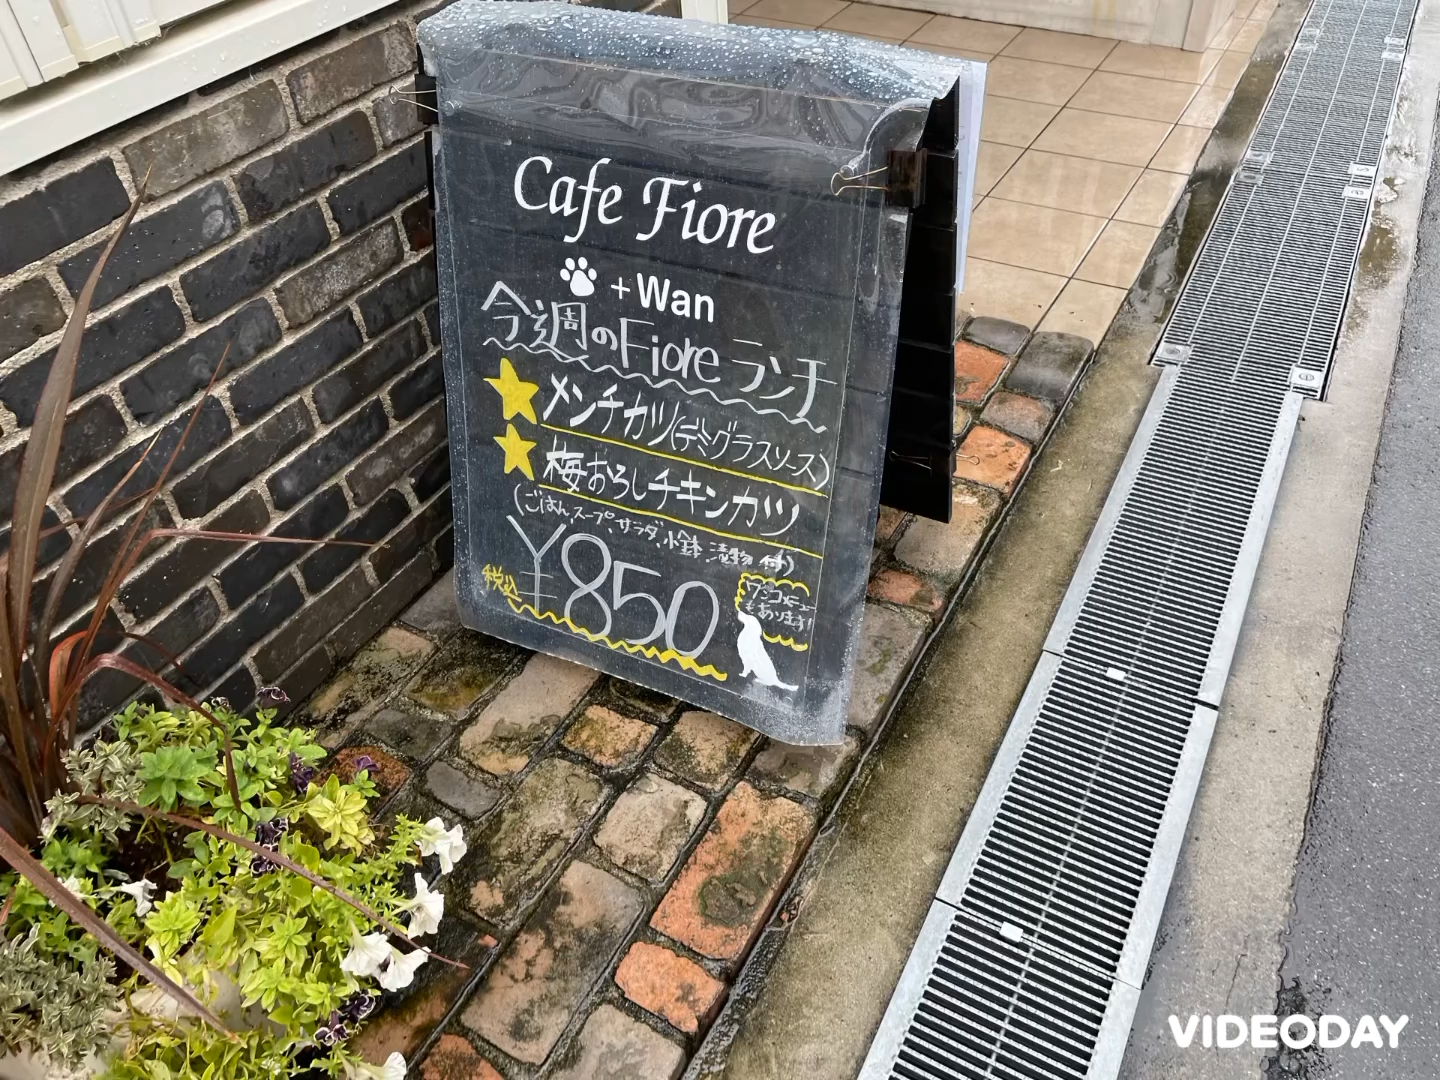 Cafe Fiore
+Wan
今週のFioreランチ
メンチカツ(デミグラスソース)
梅おろしチキンカツ
(ごはん、スープ、サラダ、小鉢、漬物付)
税込¥850
ワンコメニュー
もあります!
VIDEODAY